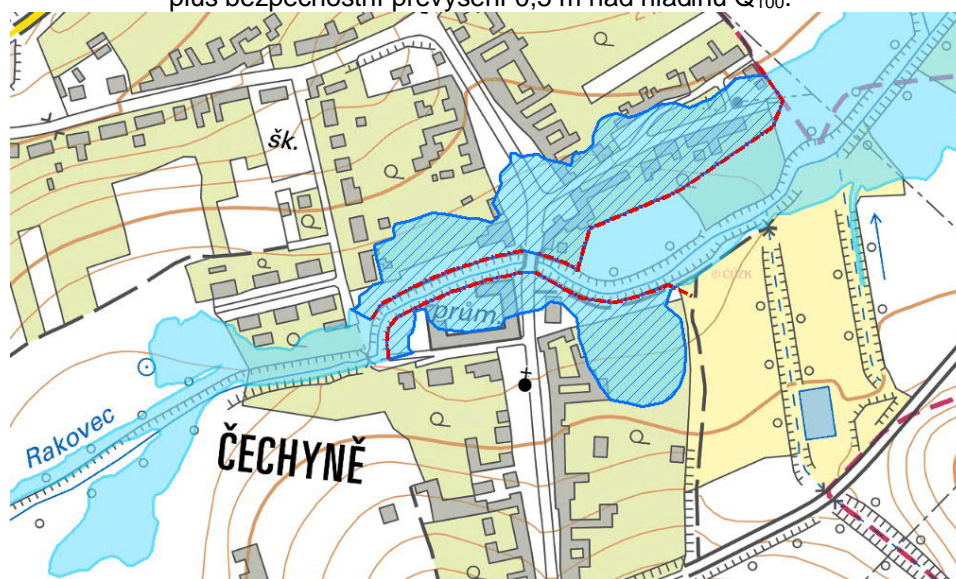 plus bezpečnostní převýšení 0,5 m nad hladinu Q₁₀₀.
šk.
© ČÚZK
prům.
Rakovec
ČECHYNĚ